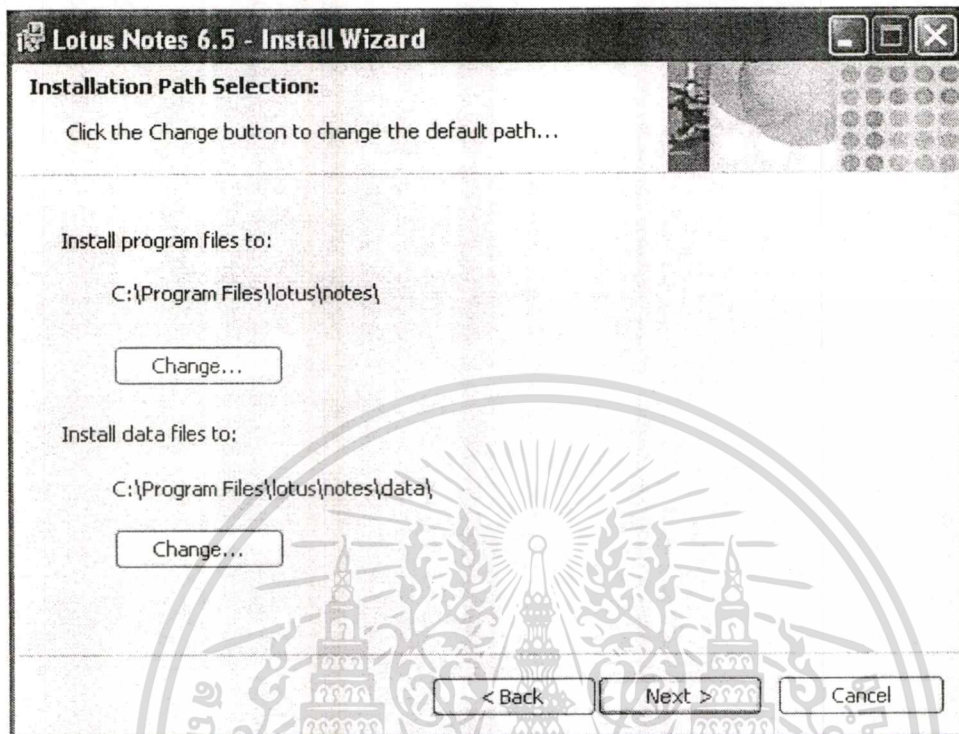 Lotus Notes 6.5 - Install Wizard
Installation Path Selection:
Click the Change button to change the default path...
Install program files to:
C:\Program Files\lotus\notes\
Change...
Install data files to:
C:\Program Files\lotus\notes\data\
Change...
< Back Next > Cancel